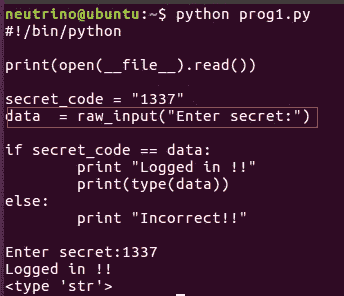 neutrino@ubuntu:~$ python prog1.py
#!/bin/python

print(open(__file__).read())

secret_code = "1337"
data  = raw_input("Enter secret:")

if secret_code == data:
        print "Logged in !!"
        print(type(data))
else:
        print "Incorrect!!"

Enter secret:1337
Logged in !!
<type 'str'>